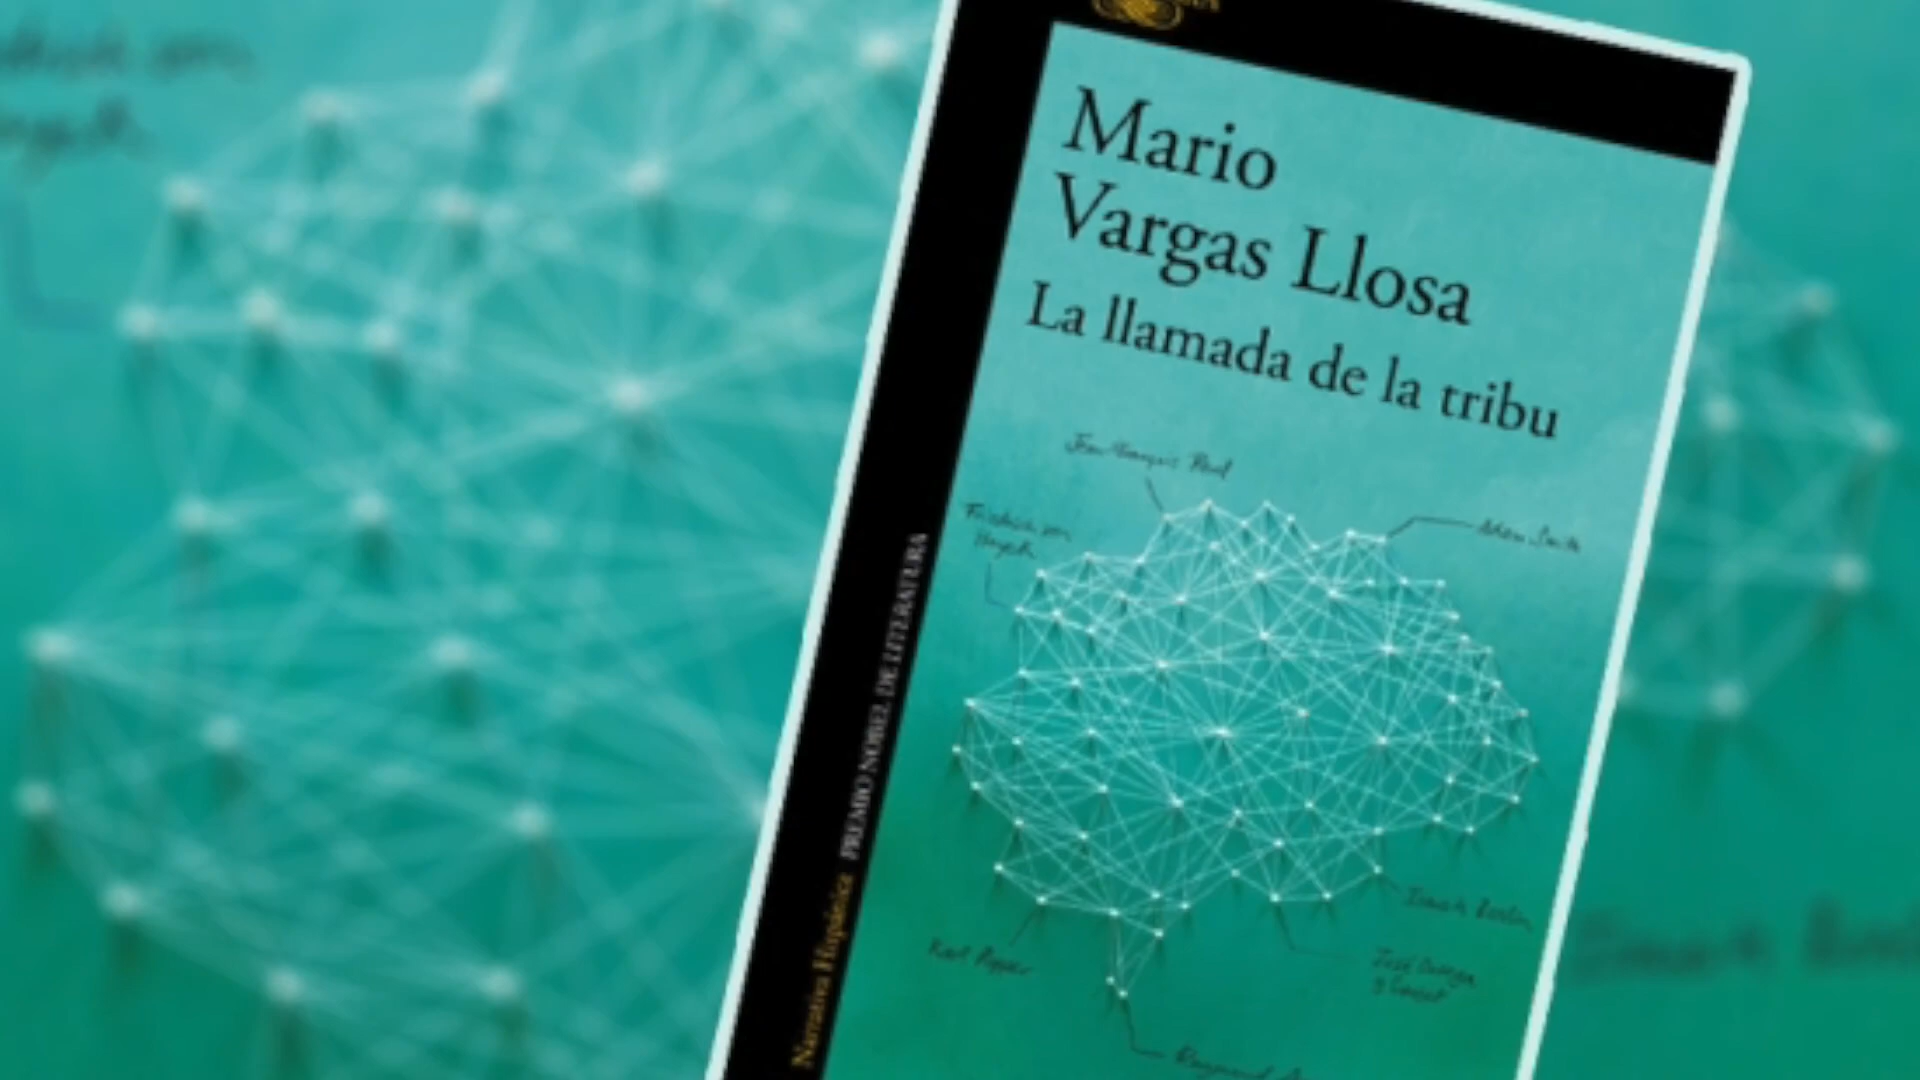 Mario
Vargas Llosa
La llamada de la tribu
Jean-François Revel
Friedrich von
Hayek
Adam Smith
Isaiah Berlin
José Ortega
y Gasset
Karl Popper
Raymond
Narrativa Hispánica PREMIO NOBEL DE LITERATURA